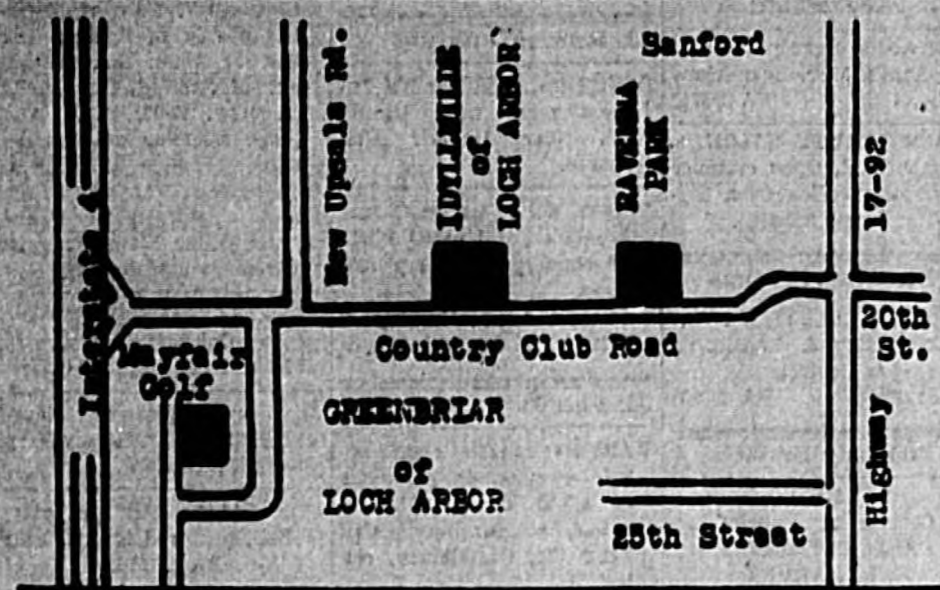 Sanford
New Upsala Rd.
IDYLLWILDE
of
LOCH ARBOR
RAVENNA
PARK
17-92
Interstate 4
20th
St.
Country Club Road
Mayfair
Golf
GREENBRIAR
of
LOCH ARBOR
Highway
25th Street